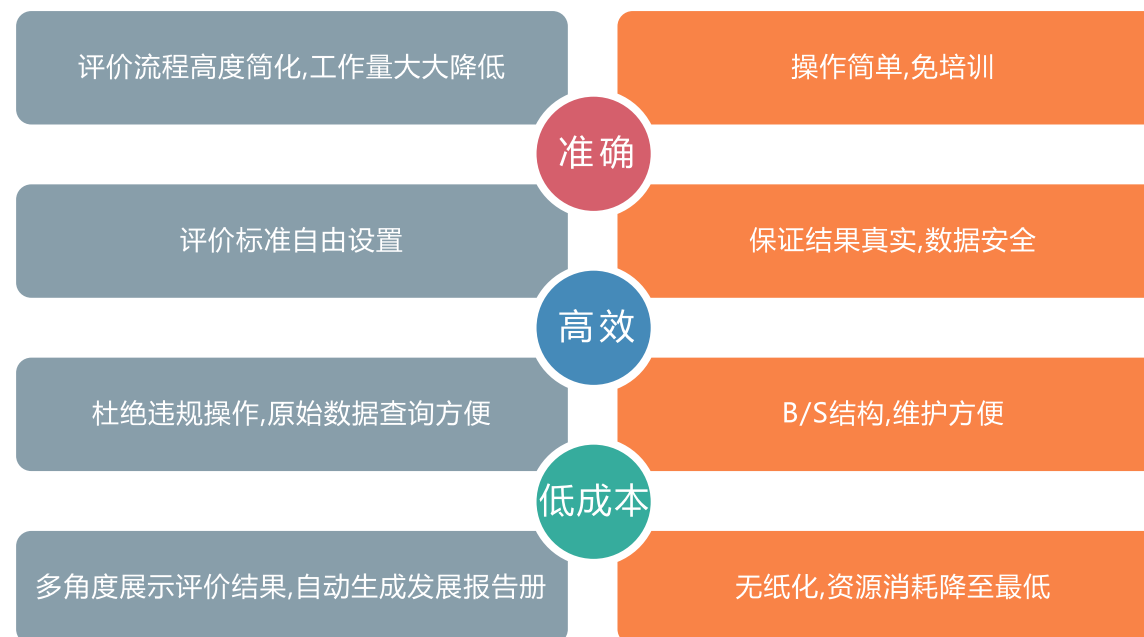 评价流程高度简化,工作量大大降低
操作简单,免培训
准确
评价标准自由设置
保证结果真实,数据安全
高效
杜绝违规操作,原始数据查询方便
B/S结构,维护方便
低成本
多角度展示评价结果,自动生成发展报告册
无纸化,资源消耗降至最低